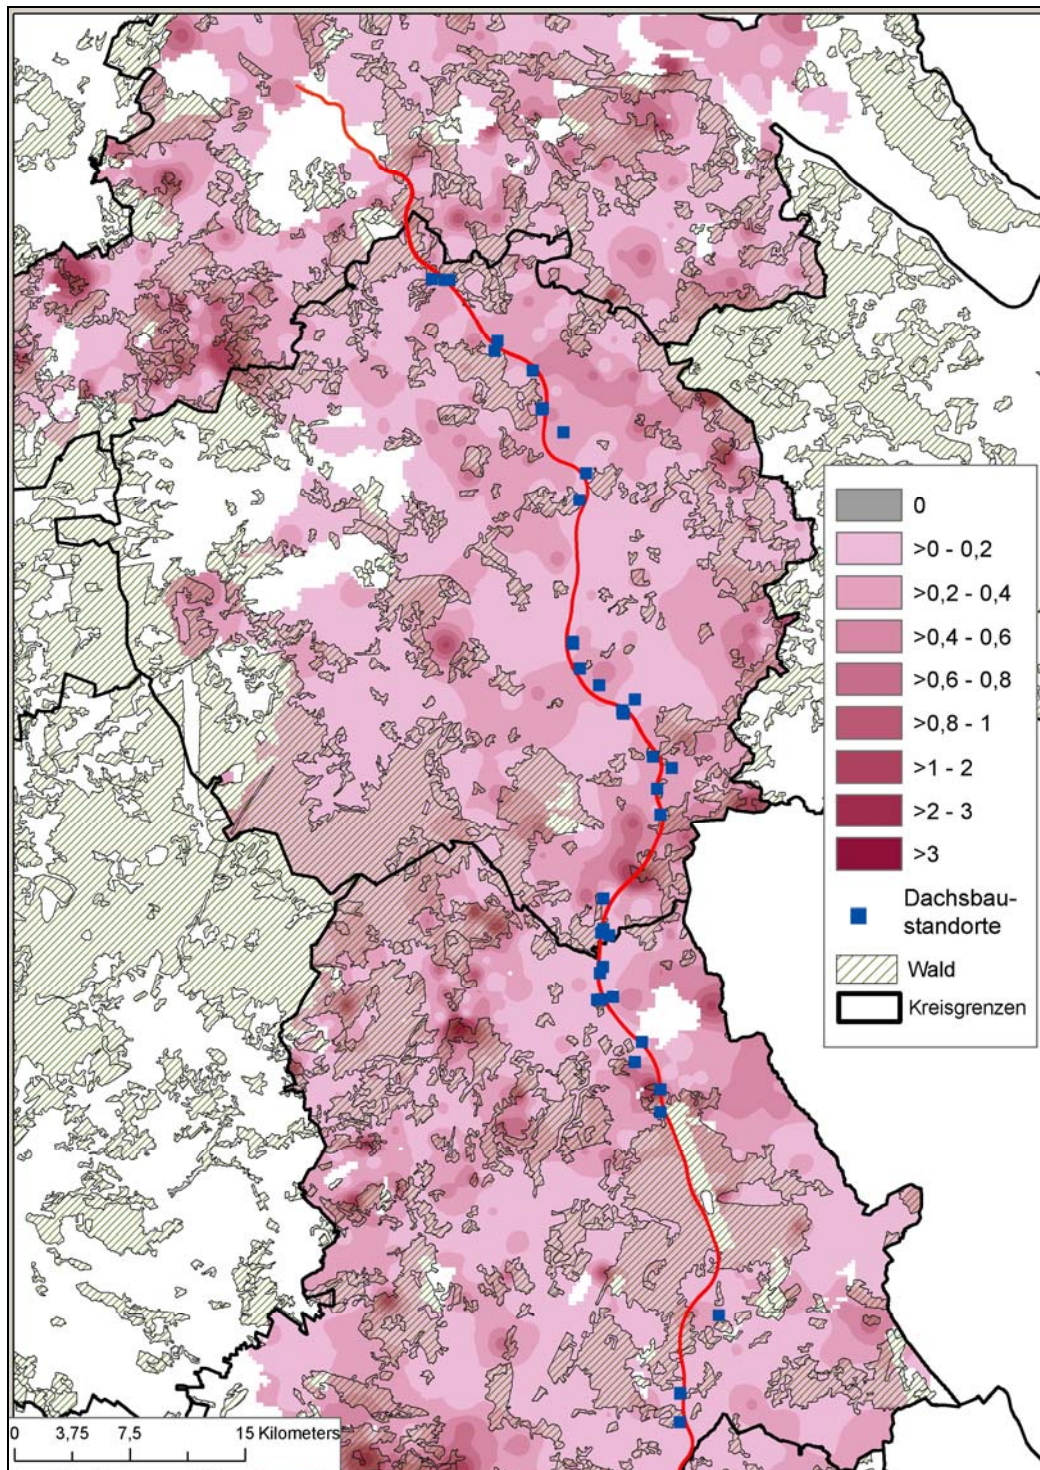 0
>0 - 0,2
>0,2 - 0,4
>0,4 - 0,6
>0,6 - 0,8
>0,8 - 1
>1 - 2
>2 - 3
>3
Dachsbau-
standorte
Wald
Kreisgrenzen
0 3,75 7,5 15 Kilometers